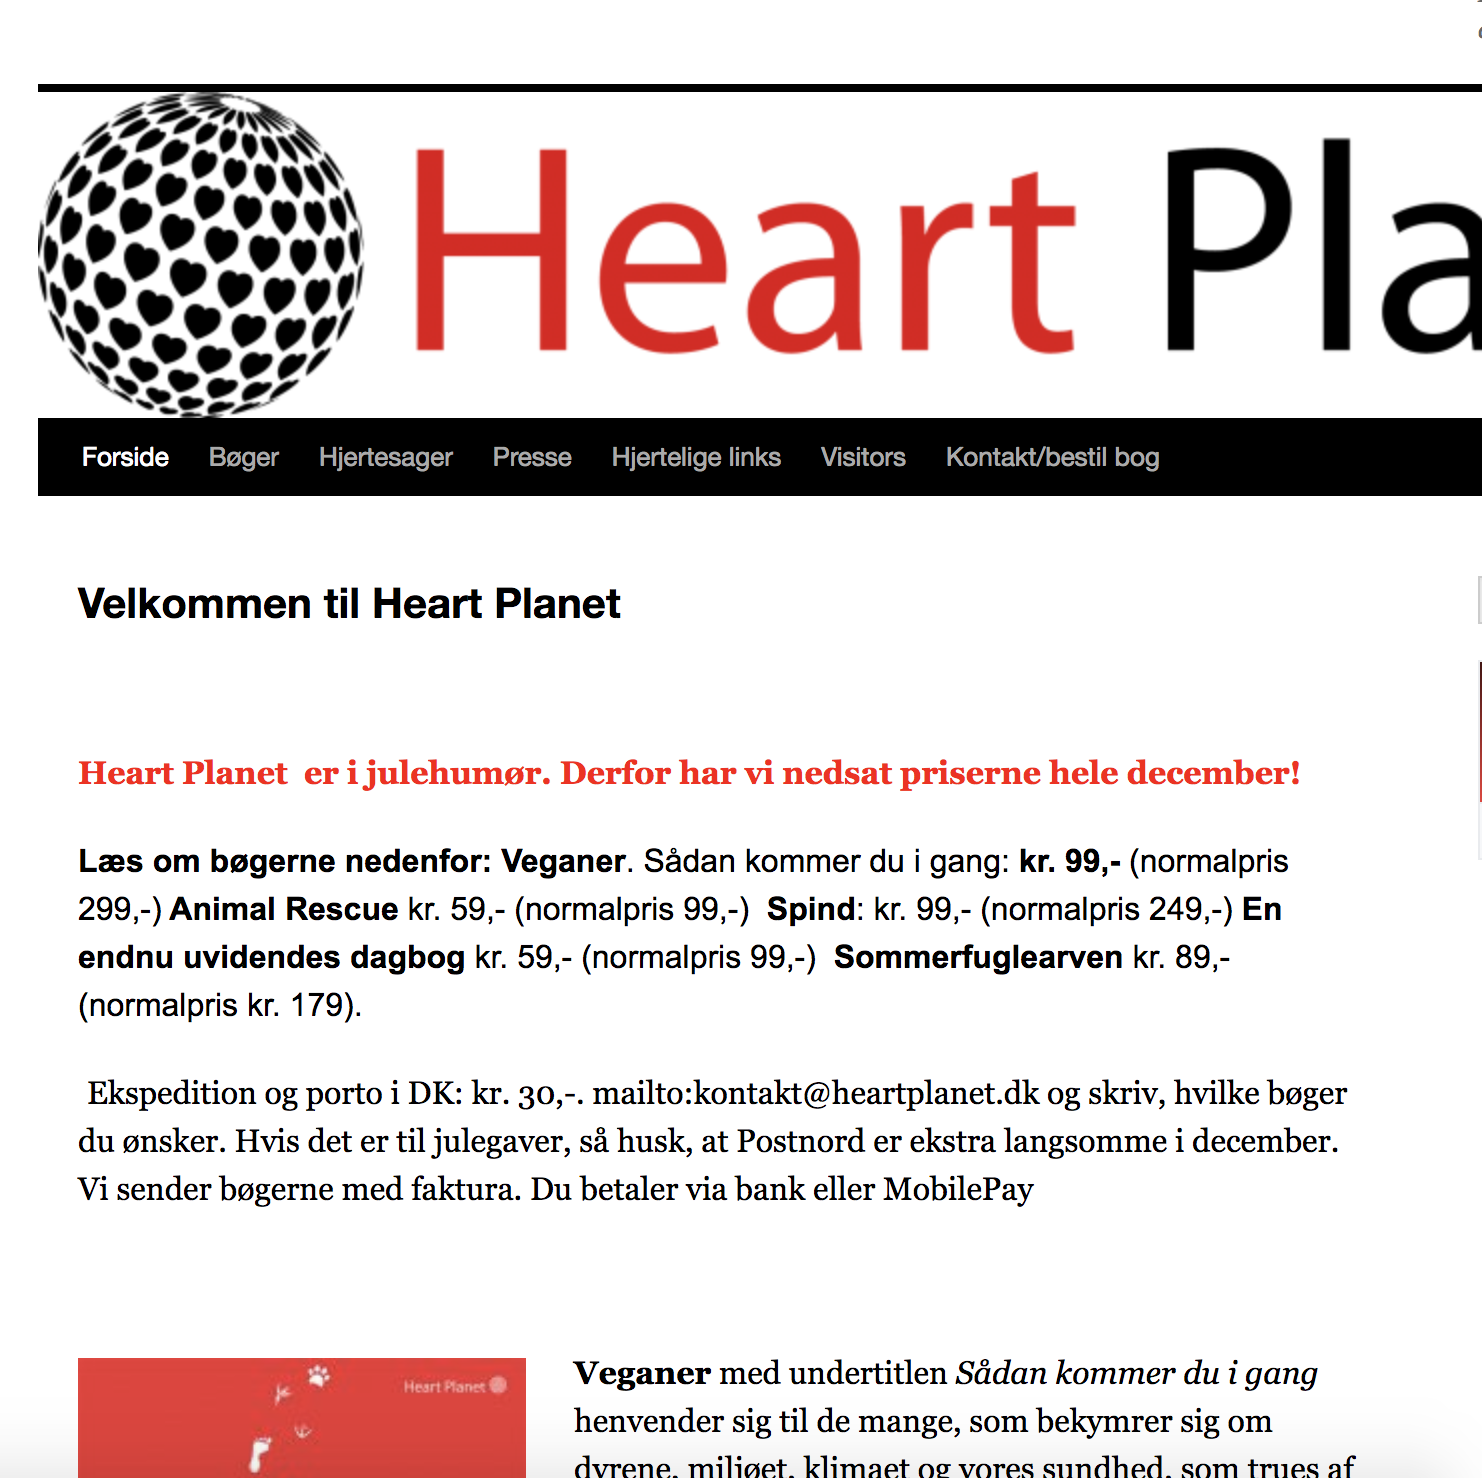 Heart Pla
Forside Bøger Hjertesager Presse Hjertelige links Visitors Kontakt/bestil bog
Velkommen til Heart Planet
Heart Planet  er i julehumør. Derfor har vi nedsat priserne hele december!
Læs om bøgerne nedenfor: Veganer. Sådan kommer du i gang: kr. 99,- (normalpris
299,-) Animal Rescue kr. 59,- (normalpris 99,-)  Spind: kr. 99,- (normalpris 249,-) En
endnu uvidendes dagbog kr. 59,- (normalpris 99,-)  Sommerfuglearven kr. 89,-
(normalpris kr. 179).
Ekspedition og porto i DK: kr. 30,-. mailto:kontakt@heartplanet.dk og skriv, hvilke bøger
du ønsker. Hvis det er til julegaver, så husk, at Postnord er ekstra langsomme i december.
Vi sender bøgerne med faktura. Du betaler via bank eller MobilePay
Heart Planet
Veganer med undertitlen Sådan kommer du i gang
henvender sig til de mange, som bekymrer sig om
dyrene, miljøet, klimaet og vores sundhed, som trues af